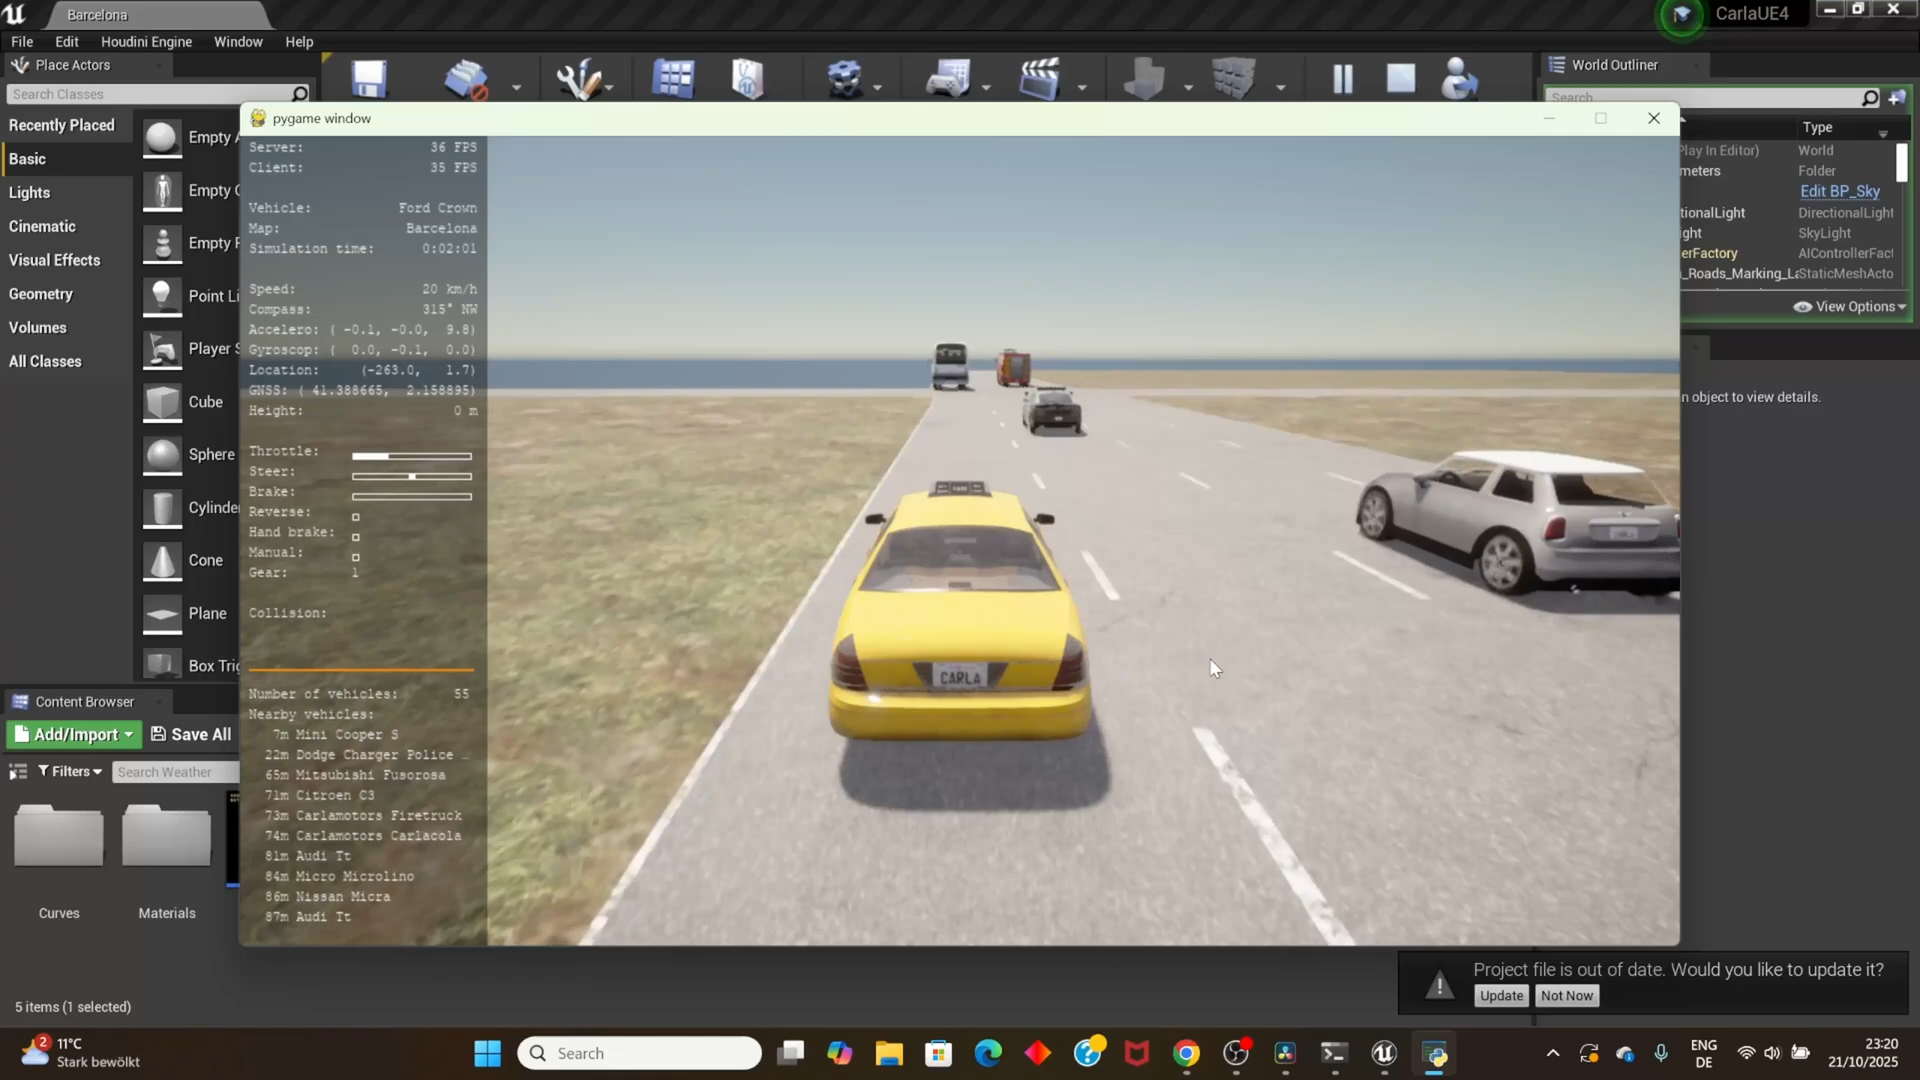 Barcelona
CarlaUE4
File Edit Houdini Engine Window Help
Place Actors
Search Classes
Recently Placed
Basic
Lights
Cinematic
Visual Effects
Geometry
Volumes
All Classes
Empty
Empty
Empty
Point Li
Player S
Cube
Sphere
Cylinde
Cone
Plane
Box Trig
World Outliner
Search
Type
Play In Editor) World
meters Folder
Edit BP_Sky
tionalLight DirectionalLight
ght SkyLight
erFactory AIControllerFact
_Roads_Marking_La StaticMeshActo
View Options
n object to view details.
pygame window
Server: 36 FPS
Client: 35 FPS
Vehicle: Ford Crown
Map: Barcelona
Simulation time: 0:02:01
Speed: 20 km/h
Compass: 315° NW
Accelero: ( -0.1, -0.0, 9.8)
Gyroscop: ( 0.0, -0.1, 0.0)
Location: (-263.0, 1.7)
GNSS: ( 41.388665, 2.158895)
Height: 0 m
Throttle:
Steer:
Brake:
Reverse:
Hand brake:
Manual:
Gear: 1
Collision:
Number of vehicles: 55
Nearby vehicles:
7m Mini Cooper S
22m Dodge Charger Police …
65m Mitsubishi Fusorosa
71m Citroen C3
73m Carlamotors Firetruck
74m Carlamotors Carlacola
81m Audi Tt
84m Micro Microlino
86m Nissan Micra
87m Audi Tt
CARLA
Content Browser
Add/Import Save All
Filters Search Weather
Curves
Materials
5 items (1 selected)
Project file is out of date. Would you like to update it?
Update Not Now
2
11°C
Stark bewölkt
Search
ENG
DE
23:20
21/10/2025